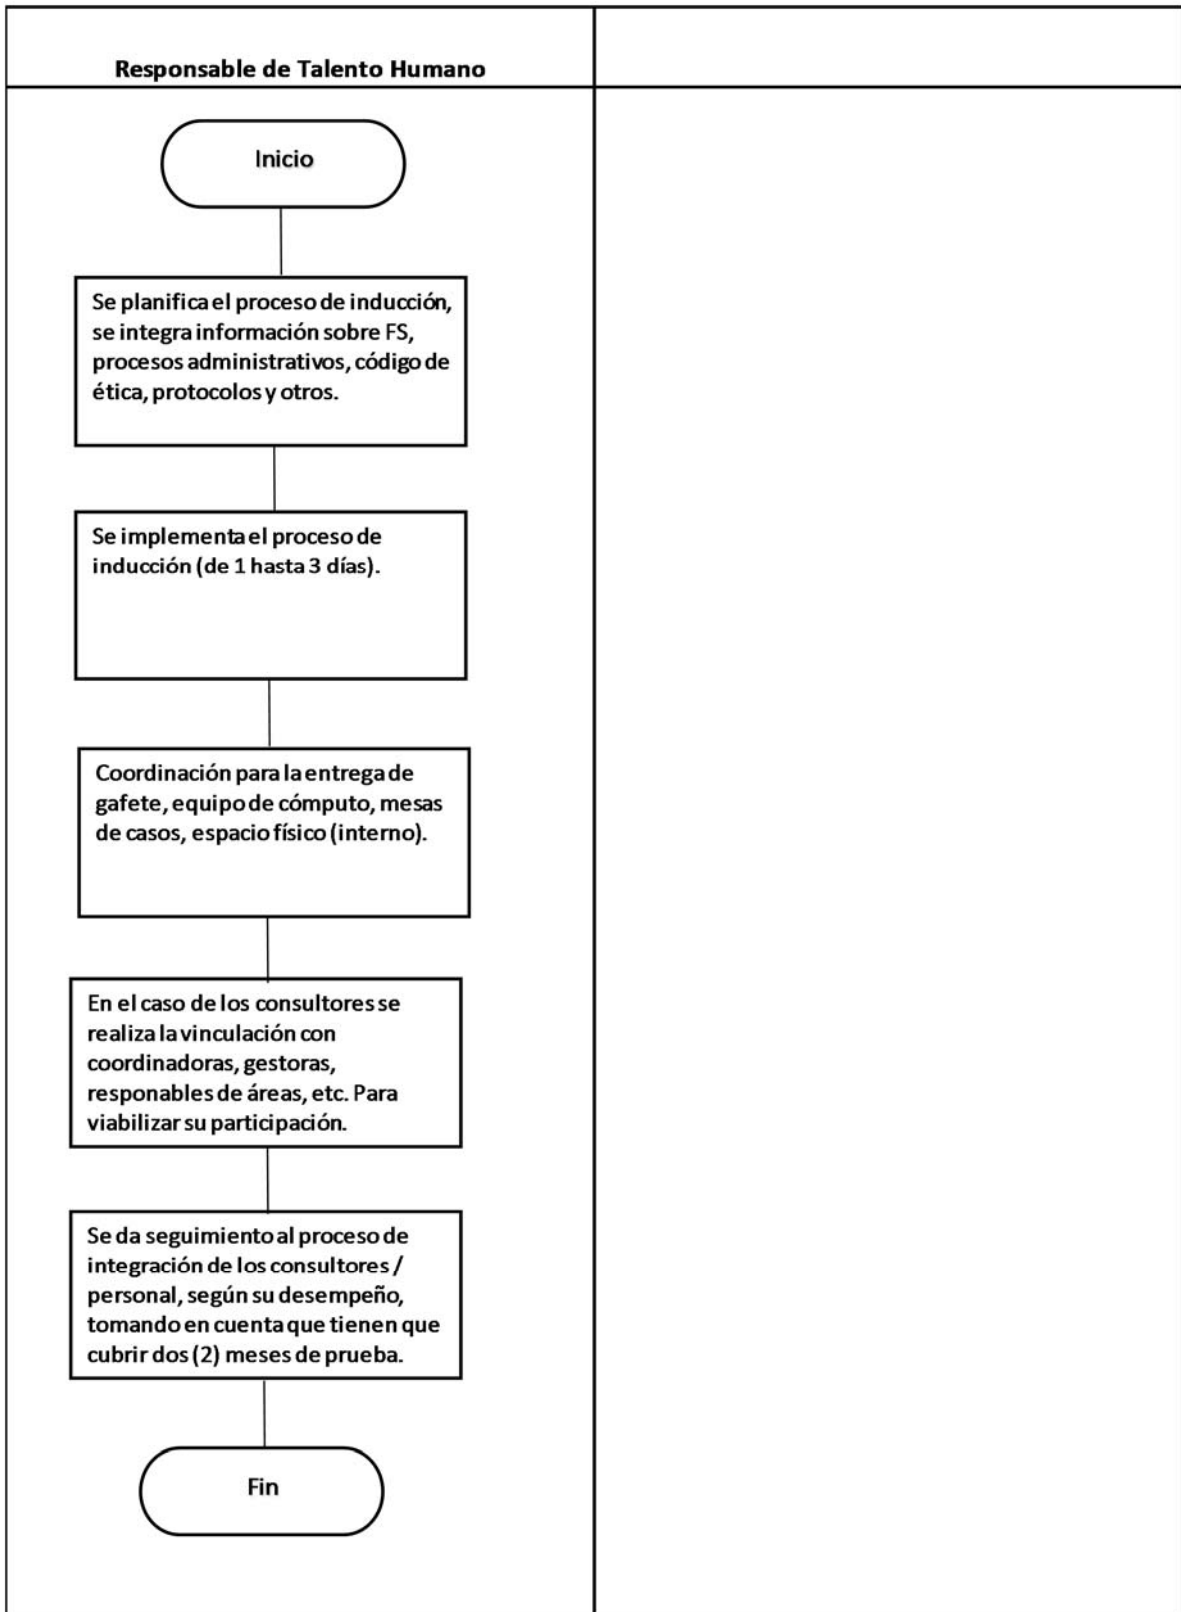 Responsable de Talento Humano
Inicio
Se planifica el proceso de inducción,
se integra información sobre FS,
procesos administrativos, código de
ética, protocolos y otros.
Se implementa el proceso de
inducción (de 1 hasta 3 días).
Coordinación para la entrega de
gafete, equipo de cómputo, mesas
de casos, espacio físico (interno).
En el caso de los consultores se
realiza la vinculación con
coordinadoras, gestoras,
responables de áreas, etc. Para
viabilizar su participación.
Se da seguimiento al proceso de
integración de los consultores /
personal, según su desempeño,
tomando en cuenta que tienen que
cubrir dos (2) meses de prueba.
Fin